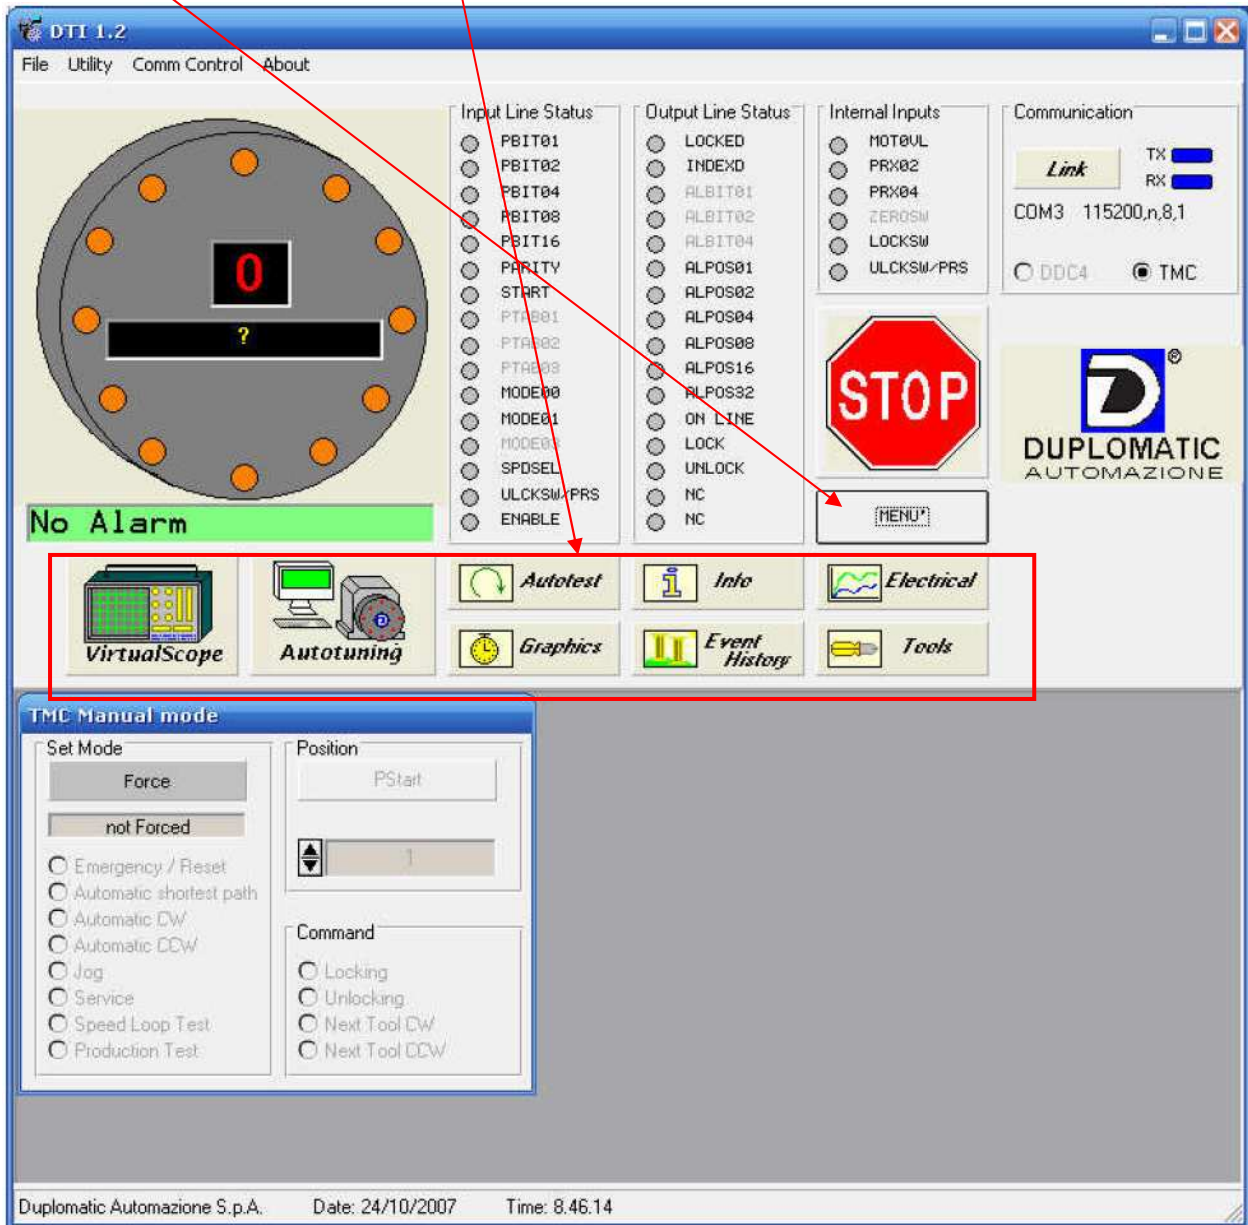 DTI 1.2
File Utility Comm Control About
0
?
No Alarm
Input Line Status
PBIT01
PBIT02
PBIT04
PBIT08
PBIT16
PARITY
START
PTAB01
PTAB02
PTAB03
MODE00
MODE01
MODE03
SPDSEL
ULCKSW/PRS
ENABLE
Output Line Status
LOCKED
INDEXD
ALBIT01
ALBIT02
ALBIT04
ALPOS01
ALPOS02
ALPOS04
ALPOS08
ALPOS16
ALPOS32
ON LINE
LOCK
UNLOCK
NC
NC
Internal Inputs
MOT0VL
PRX02
PRX04
ZEROSW
LOCKSW
ULCKSW/PRS
STOP
MENU'
Communication
Link
TX
RX
COM3 115200,n,8,1
DDC4 TMC
D ®
DUPLOMATIC
AUTOMAZIONE
VirtualScope
Autotuning
Autotest
Info
Electrical
Graphics
Event
History
Tools
TMC Manual mode
Set Mode
Force
not Forced
Emergency / Reset
Automatic shortest path
Automatic CW
Automatic CCW
Jog
Service
Speed Loop Test
Production Test
Position
PStart
1
Command
Locking
Unlocking
Next Tool CW
Next Tool CCW
Duplomatic Automazione S.p.A. Date: 24/10/2007 Time: 8.46.14